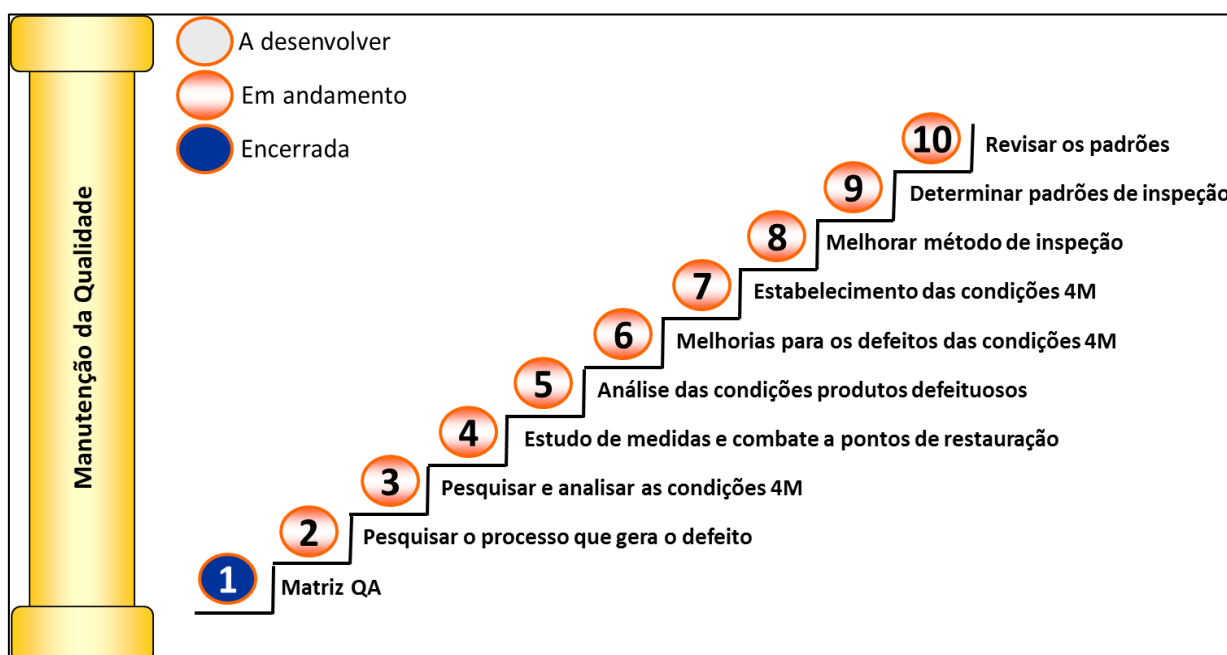 Manutenção da Qualidade
A desenvolver
Em andamento
Encerrada
10
Revisar os padrões
9
Determinar padrões de inspeção
8
Melhorar método de inspeção
7
Estabelecimento das condições 4M
6
Melhorias para os defeitos das condições 4M
5
Análise das condições produtos defeituosos
4
Estudo de medidas e combate a pontos de restauração
3
Pesquisar e analisar as condições 4M
2
Pesquisar o processo que gera o defeito
1
Matriz QA